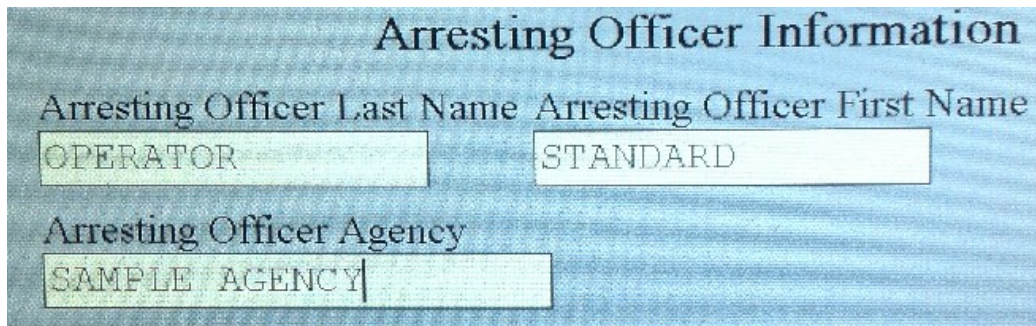 Arresting Officer Information
Arresting Officer Last Name Arresting Officer First Name
OPERATOR STANDARD
Arresting Officer Agency
SAMPLE AGENCY